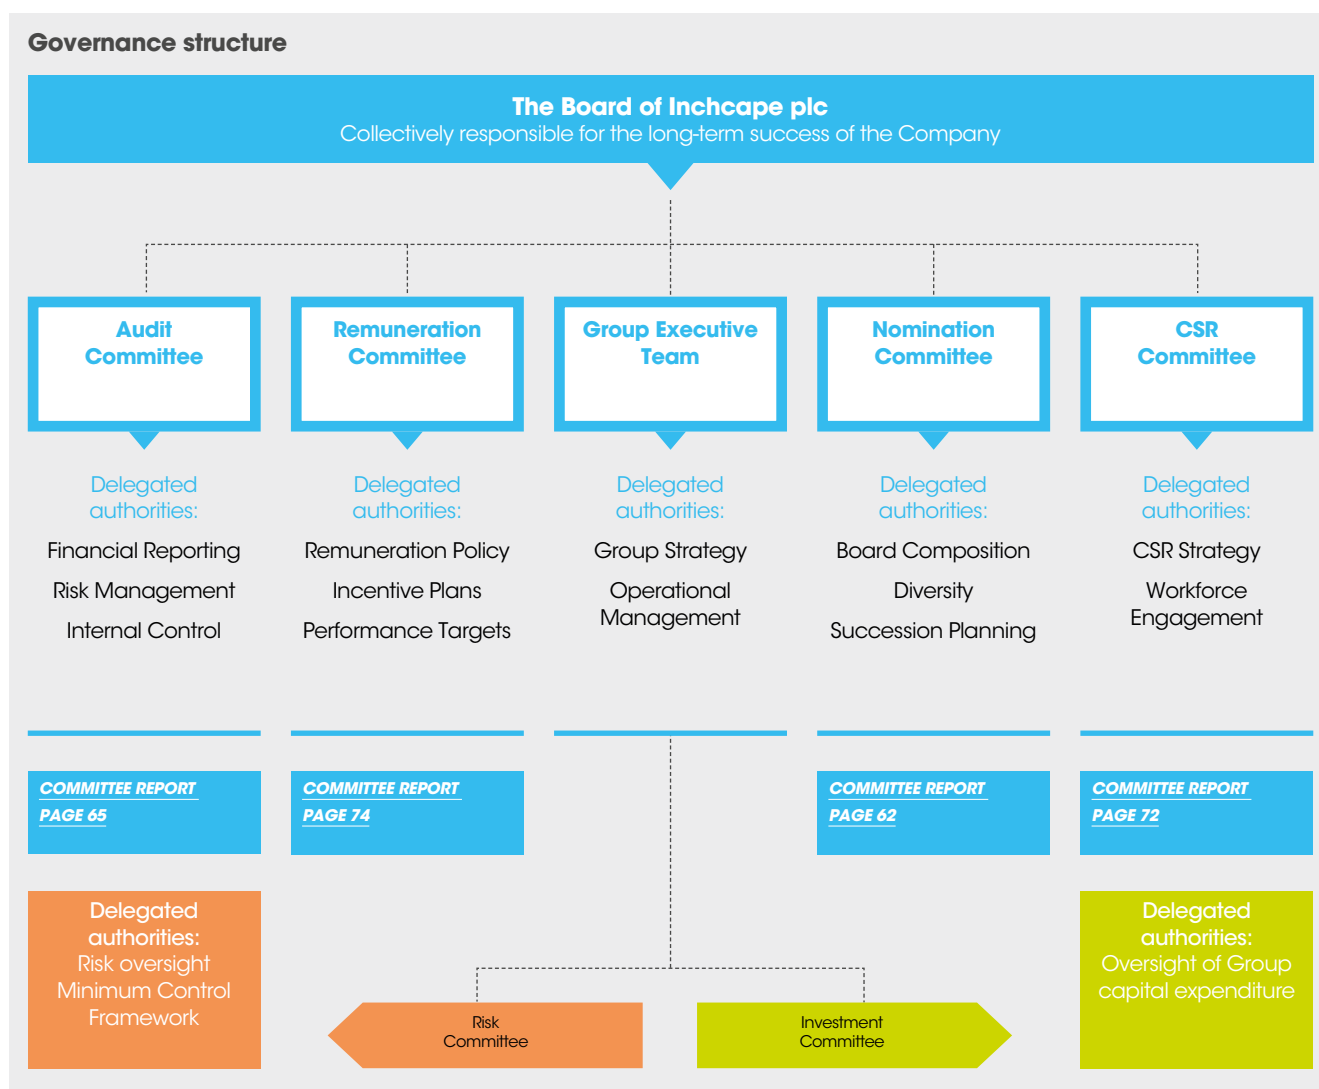 Governance structure
The Board of Inchcape plc
Collectively responsible for the long-term success of the Company
Audit
Committee
Delegated
authorities:
Financial Reporting
Risk Management
Internal Control
COMMITTEE REPORT
PAGE 65
Remuneration
Committee
Delegated
authorities:
Remuneration Policy
Incentive Plans
Performance Targets
COMMITTEE REPORT
PAGE 74
Group Executive
Team
Delegated
authorities:
Group Strategy
Operational
Management
Nomination
Committee
Delegated
authorities:
Board Composition
Diversity
Succession Planning
COMMITTEE REPORT
PAGE 62
CSR
Committee
Delegated
authorities:
CSR Strategy
Workforce
Engagement
COMMITTEE REPORT
PAGE 72
Delegated
authorities:
Risk oversight
Minimum Control
Framework
Risk
Committee
Investment
Committee
Delegated
authorities:
Oversight of Group
capital expenditure